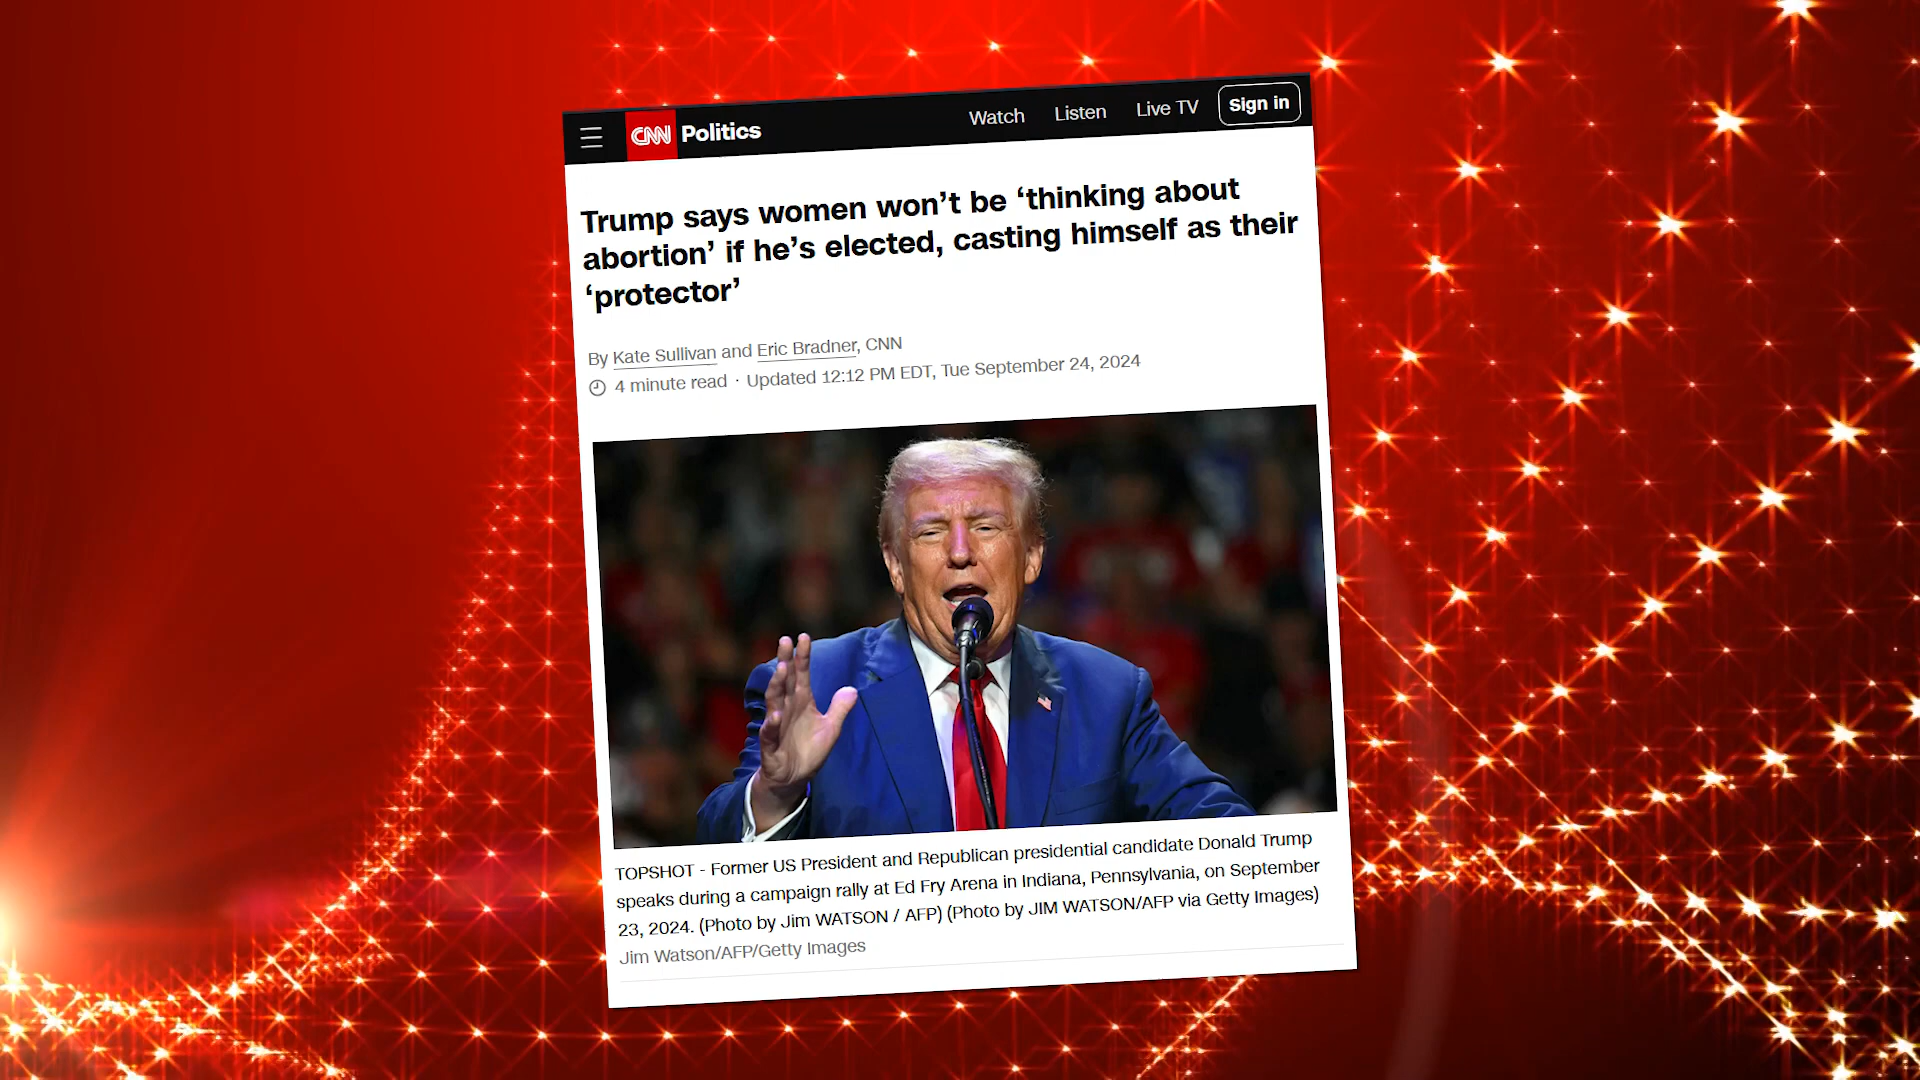 CNN Politics Watch Listen Live TV Sign in
Trump says women won’t be ‘thinking about
abortion’ if he’s elected, casting himself as their
‘protector’
By Kate Sullivan and Eric Bradner, CNN
4 minute read · Updated 12:12 PM EDT, Tue September 24, 2024
TOPSHOT - Former US President and Republican presidential candidate Donald Trump
speaks during a campaign rally at Ed Fry Arena in Indiana, Pennsylvania, on September
23, 2024. (Photo by Jim WATSON / AFP) (Photo by JIM WATSON/AFP via Getty Images)
Jim Watson/AFP/Getty Images